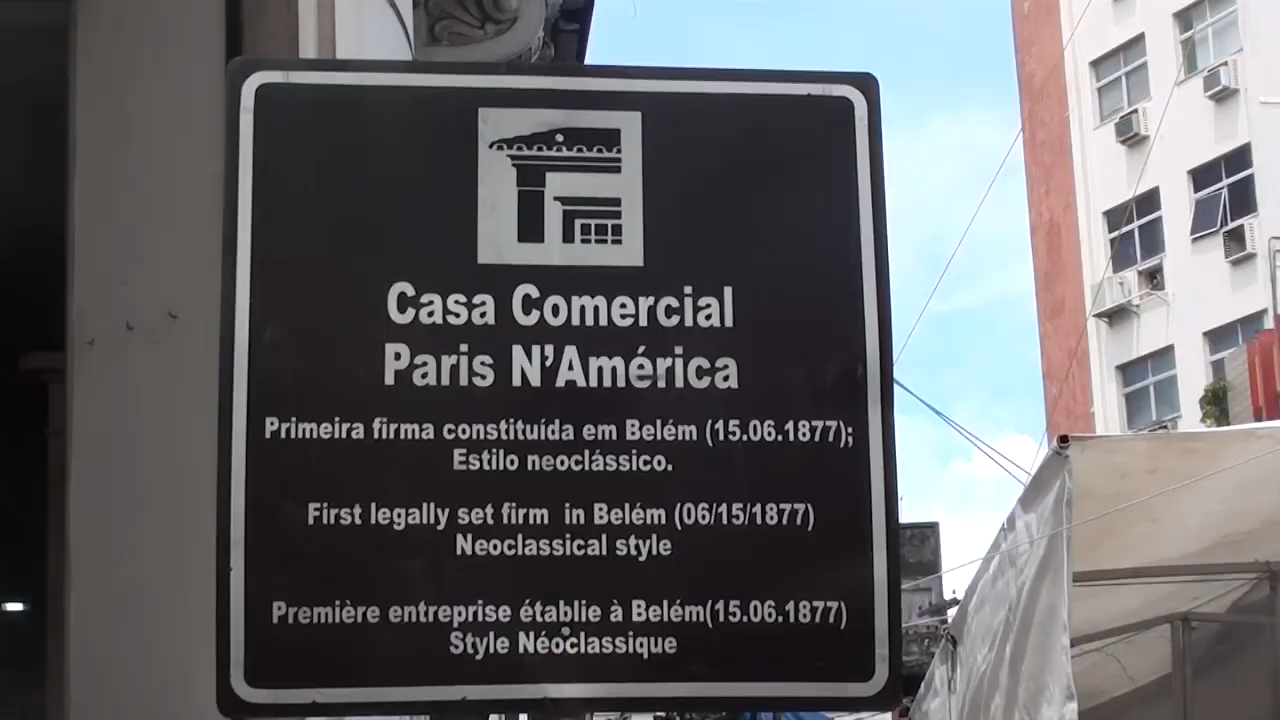 Casa Comercial
Paris N'América
Primeira firma constituída em Belém (15.06.1877);
Estilo neoclássico.
First legally set firm in Belém (06/15/1877)
Neoclassical style
Première entreprise établie à Belém(15.06.1877)
Style Néoclassique